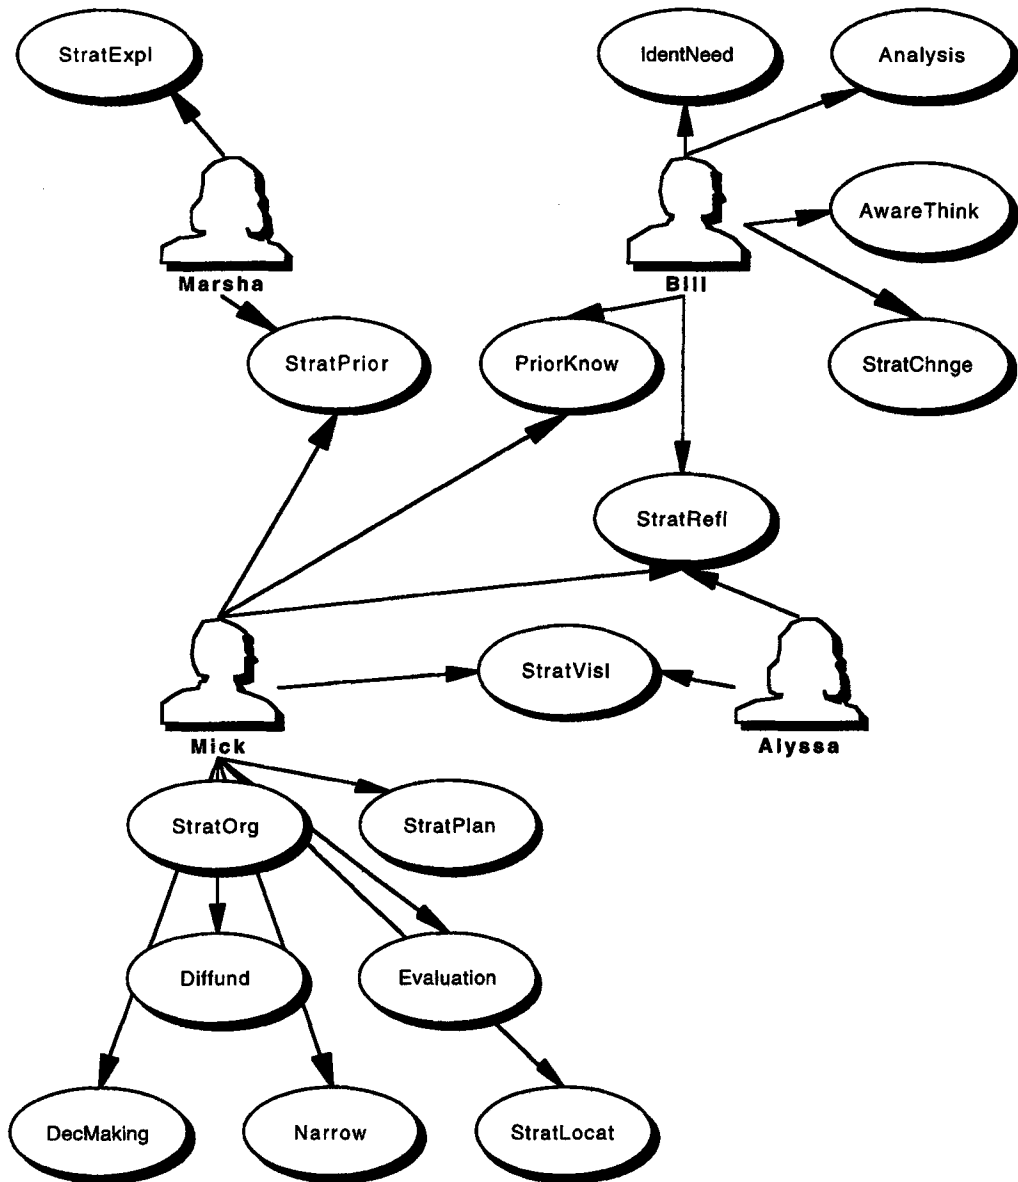 StratExpl
IdentNeed
Analysis
AwareThink
Marsha
Bill
StratPrior
PriorKnow
StratChnge
StratRefl
StratVisl
Mick
Alyssa
StratOrg
StratPlan
Diffund
Evaluation
DecMaking
Narrow
StratLocat